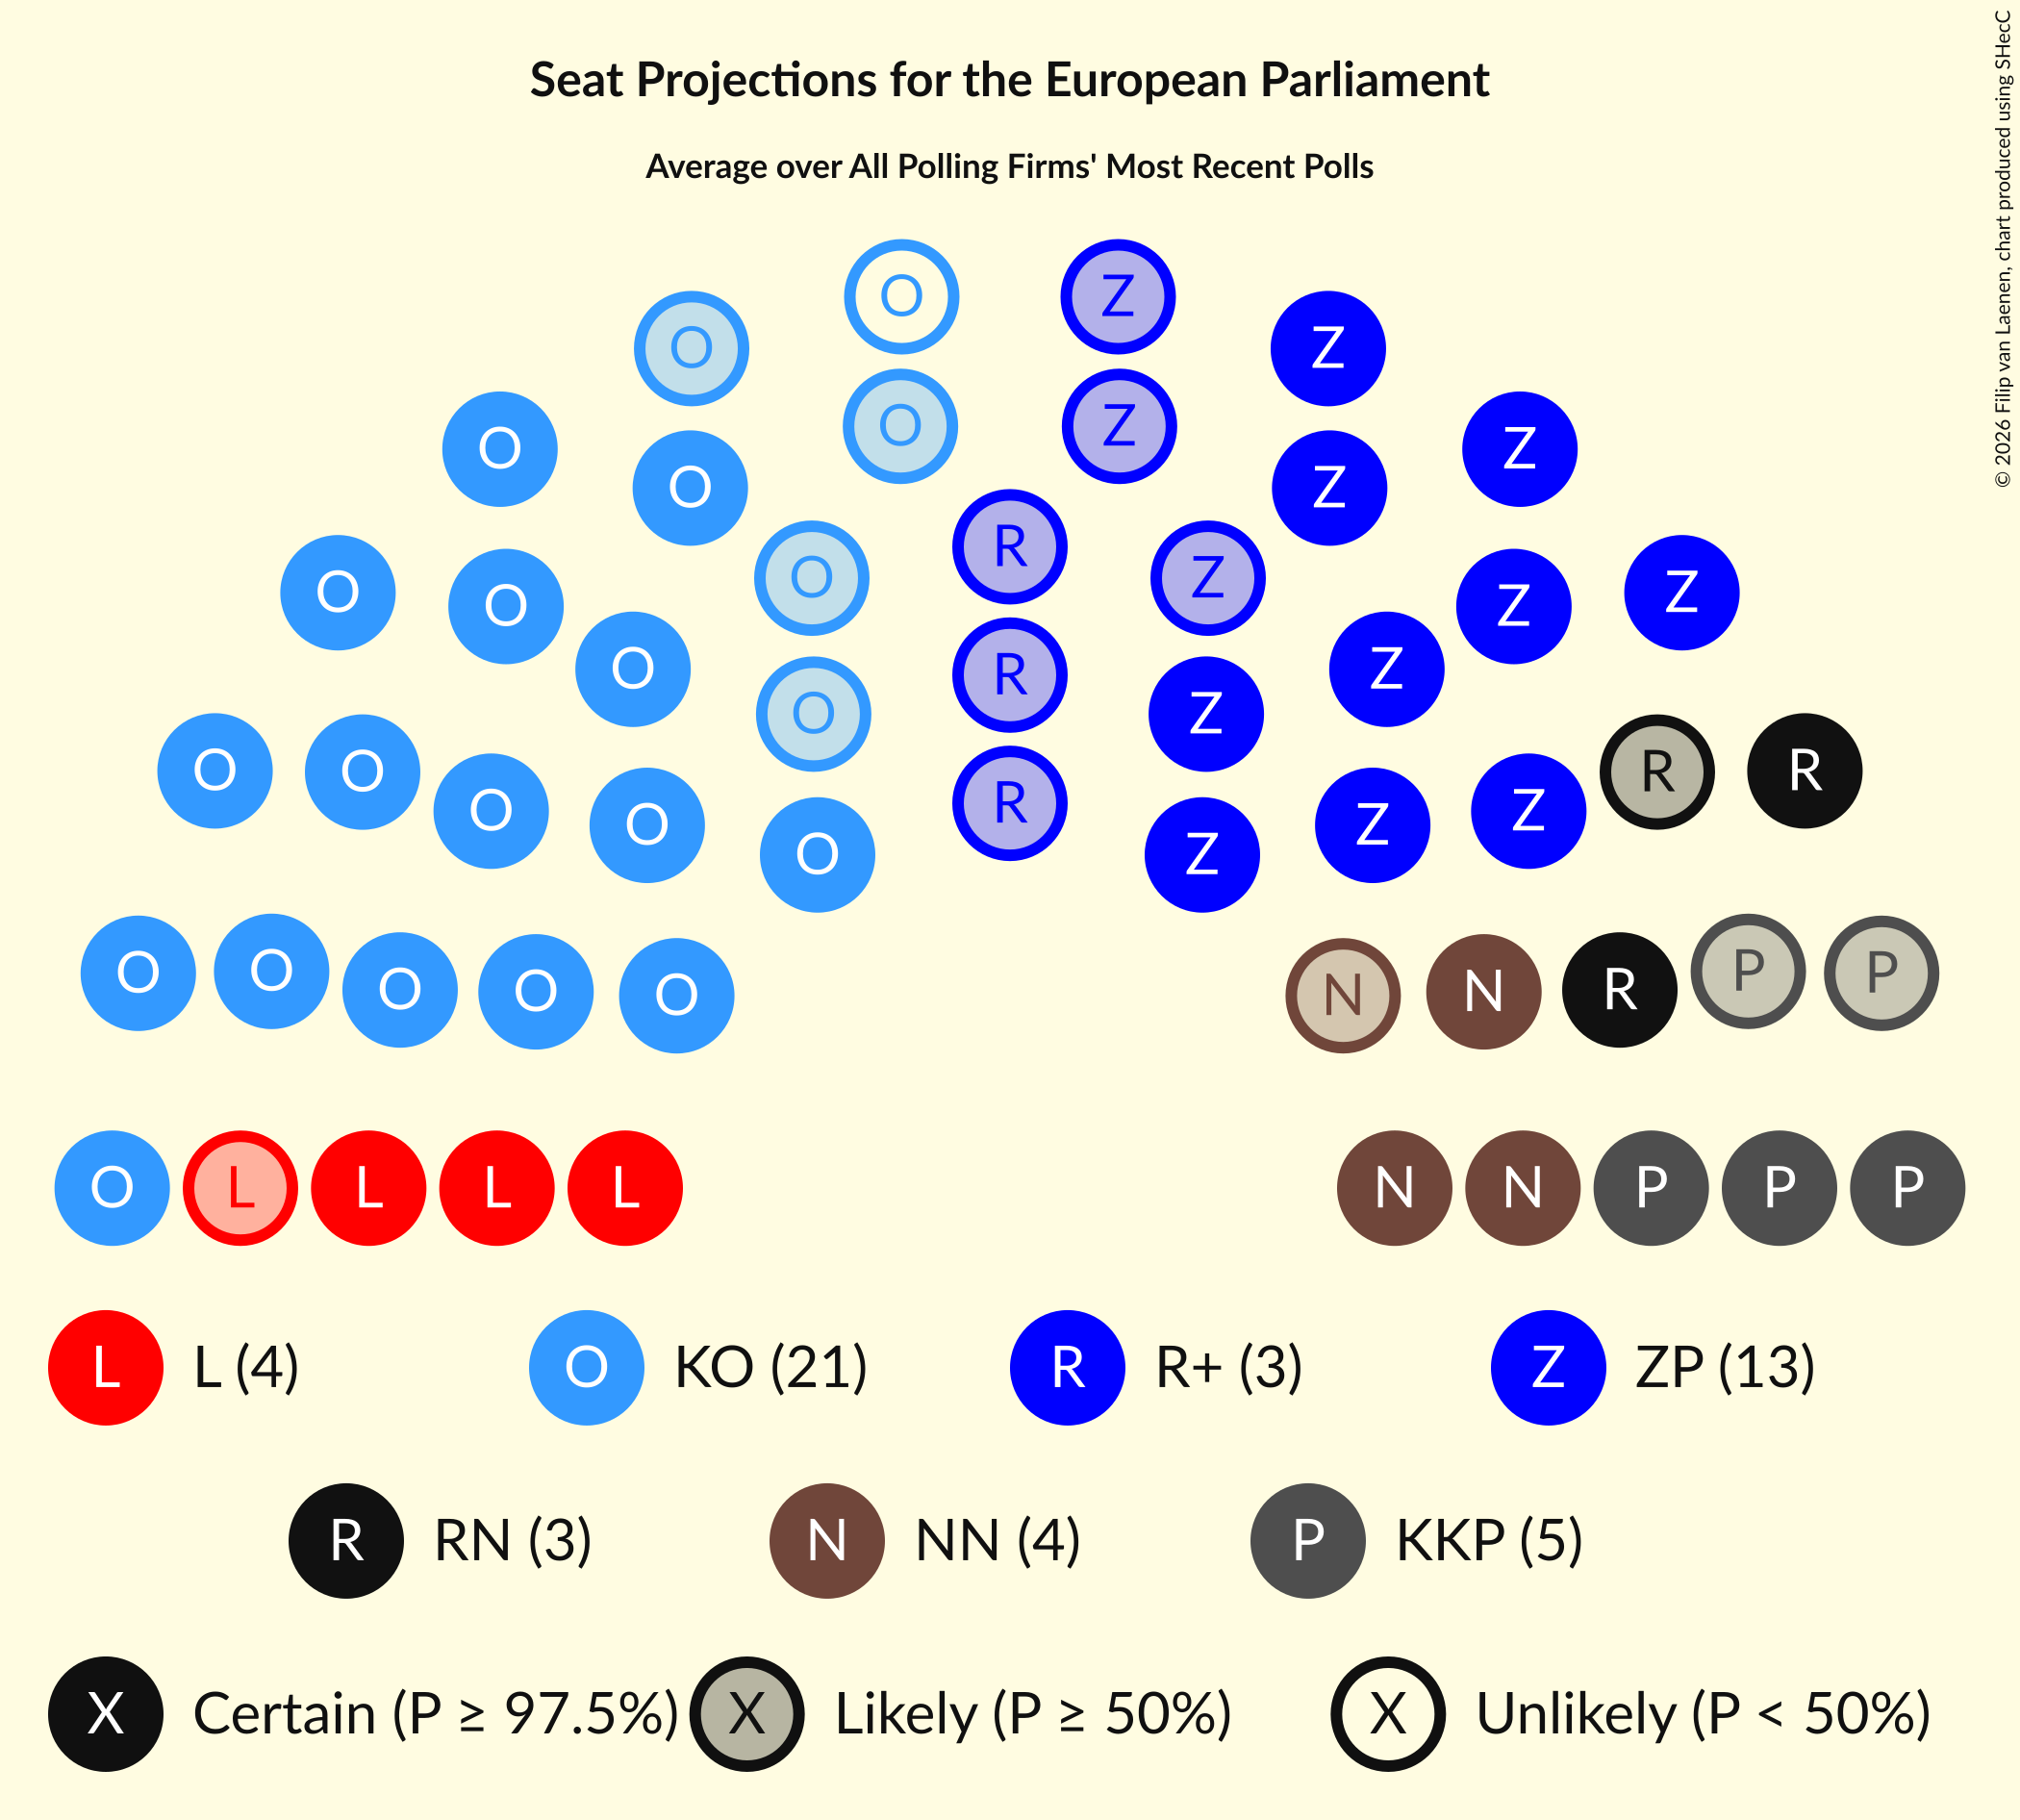 Seat Projections for the European Parliament
Average over All Polling Firms' Most Recent Polls
© 2026 Filip van Laenen, chart produced using SHecC
O Z
O Z
O Z
O Z
O Z
R
O Z
O Z
O Z
O Z
O Z
R
O Z
O R R
R
O Z
O Z
O Z
O O P P
O R
O N
O N
O L L L L N N P P P
L L (4) O KO (21) R R+ (3) Z ZP (13)
R RN (3) N NN (4) P KKP (5)
X Certain (P ≥ 97.5%) X Likely (P ≥ 50%) X Unlikely (P < 50%)